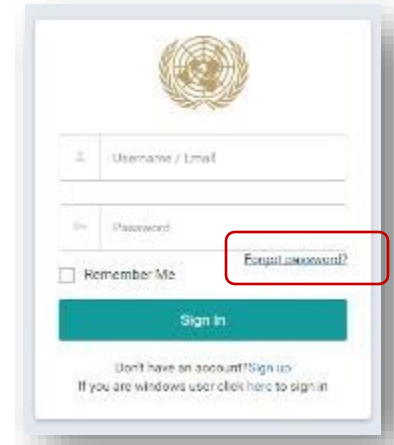 Username / Email
Password
Forgot password?
Remember Me
Sign In
Don't have an account?Sign up
If you are windows user click here to sign in